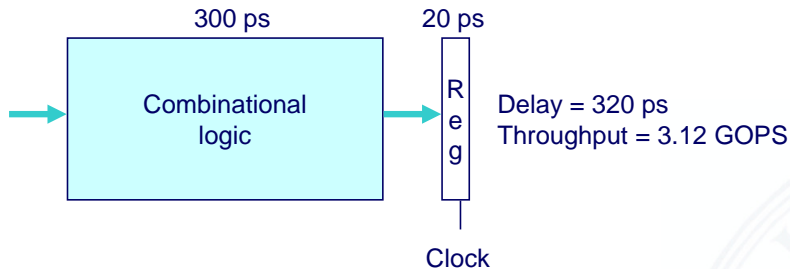 300 ps
20 ps
Combinational
logic
R
e
g
Delay = 320 ps
Throughput = 3.12 GOPS
Clock